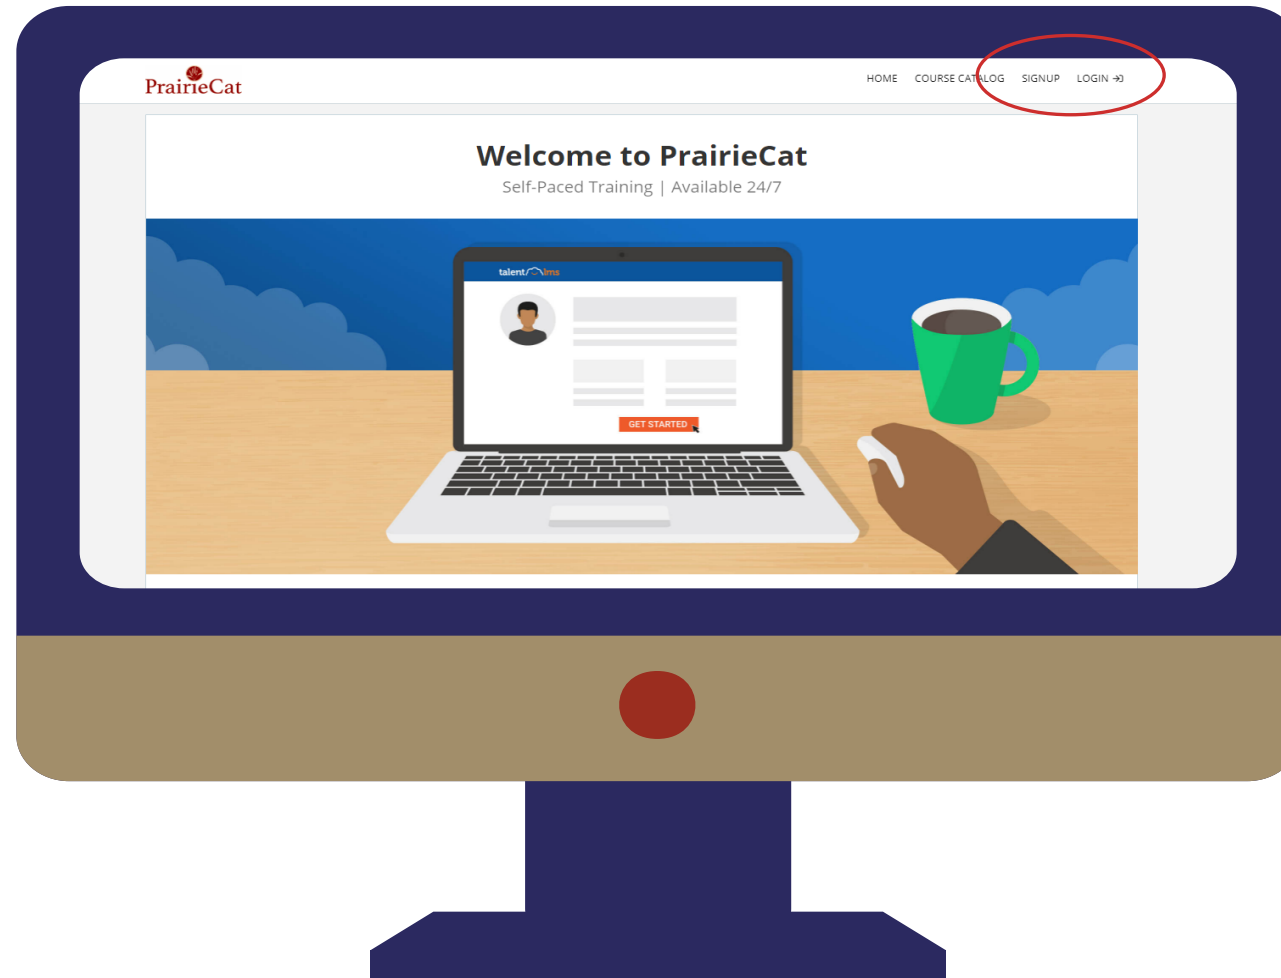 PrairieCat
HOME COURSE CATALOG SIGNUP LOGIN
Welcome to PrairieCat
Self-Paced Training | Available 24/7
talentlms
GET STARTED